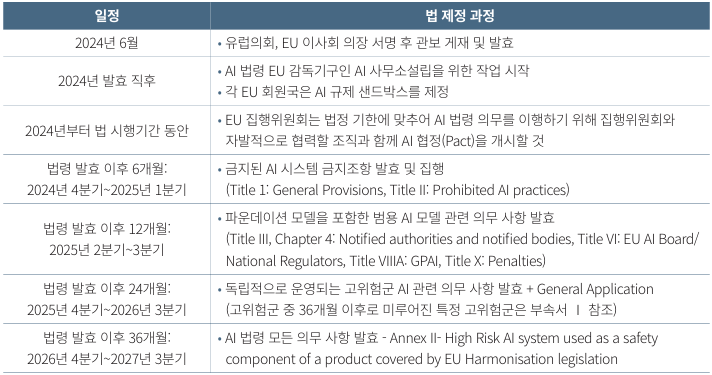 일정
법 제정 과정
2024년 6월
• 유럽의회, EU 이사회 의장 서명 후 관보 게재 및 발효
2024년 발효 직후
• AI 법령 EU 감독기구인 AI 사무소설립을 위한 작업 시작
• 각 EU 회원국은 AI 규제 샌드박스를 제정
2024년부터 법 시행기간 동안
• EU 집행위원회는 법정 기한에 맞추어 AI 법령 의무를 이행하기 위해 집행위원회와
자발적으로 협력할 조직과 함께 AI 협정(Pact)을 개시할 것
법령 발효 이후 6개월:
2024년 4분기~2025년 1분기
• 금지된 AI 시스템 금지조항 발효 및 집행
(Title 1: General Provisions, Title II: Prohibited AI practices)
법령 발효 이후 12개월:
2025년 2분기~3분기
• 파운데이션 모델을 포함한 범용 AI 모델 관련 의무 사항 발효
(Title III, Chapter 4: Notified authorities and notified bodies, Title VI: EU AI Board/
National Regulators, Title VIIIA: GPAI, Title X: Penalties)
법령 발효 이후 24개월:
2025년 4분기~2026년 3분기
• 독립적으로 운영되는 고위험군 AI 관련 의무 사항 발효 + General Application
(고위험군 중 36개월 이후로 미루어진 특정 고위험군은 부속서 Ⅰ 참조)
법령 발효 이후 36개월:
2026년 4분기~2027년 3분기
• AI 법령 모든 의무 사항 발효 - Annex II- High Risk AI system used as a safety
component of a product covered by EU Harmonisation legislation